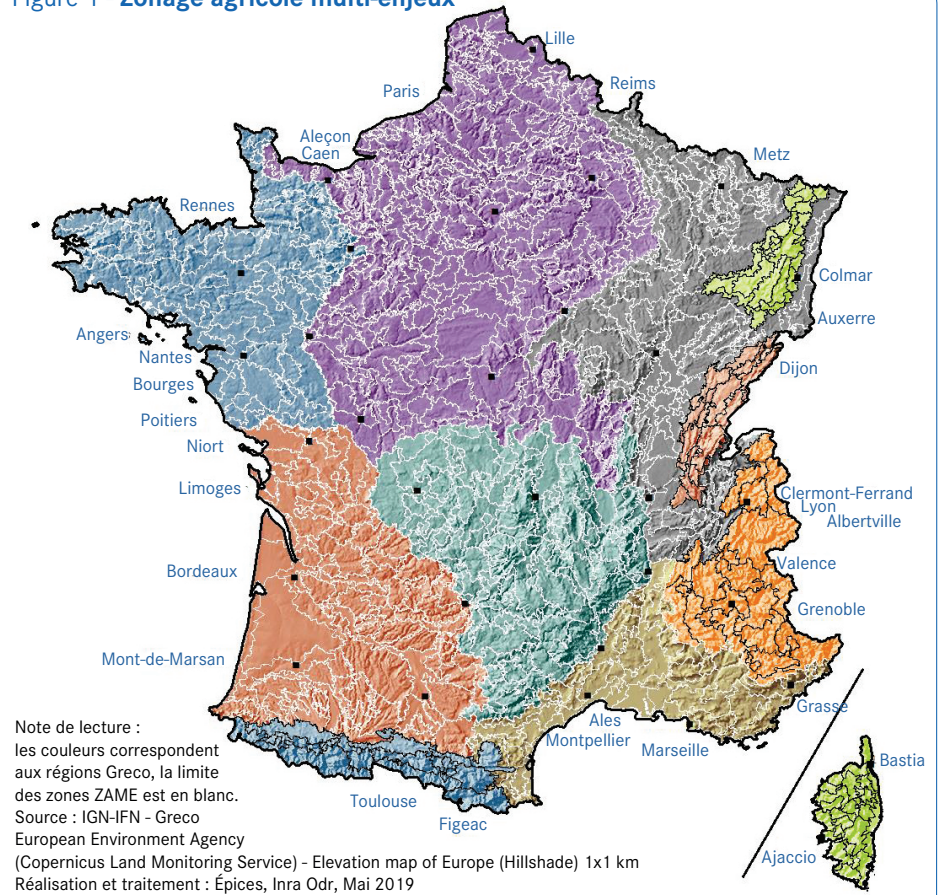 Figure 1 Zonage agricole multi-enjeux
Lille
Paris
Reims
Aleçon
Caen
Metz
Rennes
Colmar
Auxerre
Angers
Nantes
Dijon
Bourges
Poitiers
Niort
Limoges
Clermont-Ferrand
Lyon
Albertville
Valence
Bordeaux
Grenoble
Mont-de-Marsan
Grasse
Ales
Montpellier
Marseille
Bastia
Toulouse
Figeac
Ajaccio
Note de lecture :
les couleurs correspondent
aux régions Greco, la limite
des zones ZAME est en blanc.
Source : IGN-IFN - Greco
European Environment Agency
(Copernicus Land Monitoring Service) - Elevation map of Europe (Hillshade) 1x1 km
Réalisation et traitement : Épices, Inra Odr, Mai 2019